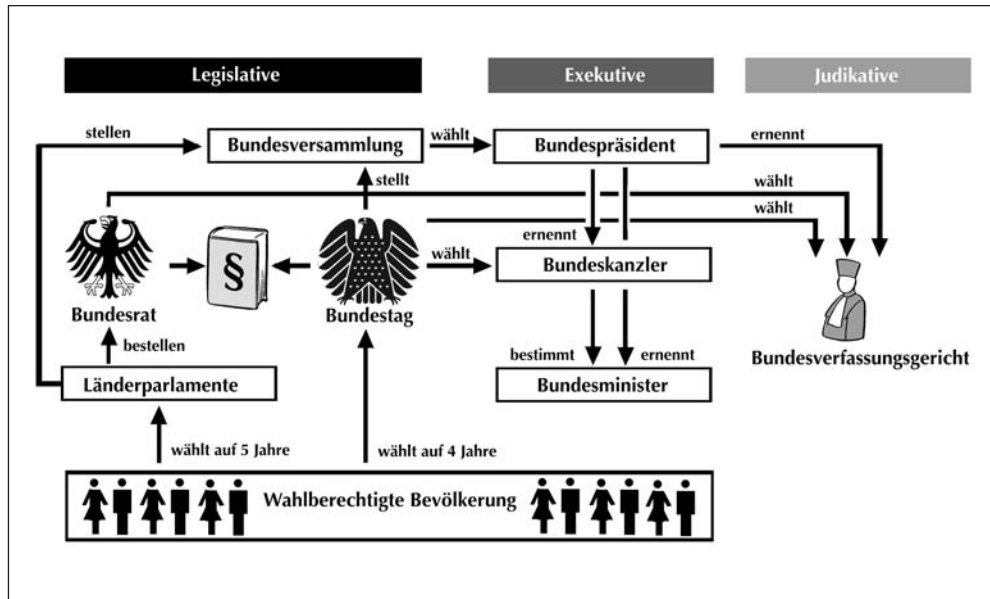 Legislative
Exekutive
Judikative
stellen
Bundesversammlung
wählt
Bundespräsident
ernennt
stellt
wählt
wählt
ernennt
§
wählt
Bundeskanzler
Bundesrat
Bundestag
bestellen
bestimmt
ernennt
Bundesverfassungsgericht
Länderparlamente
Bundesminister
wählt auf 5 Jahre
wählt auf 4 Jahre
Wahlberechtigte Bevölkerung